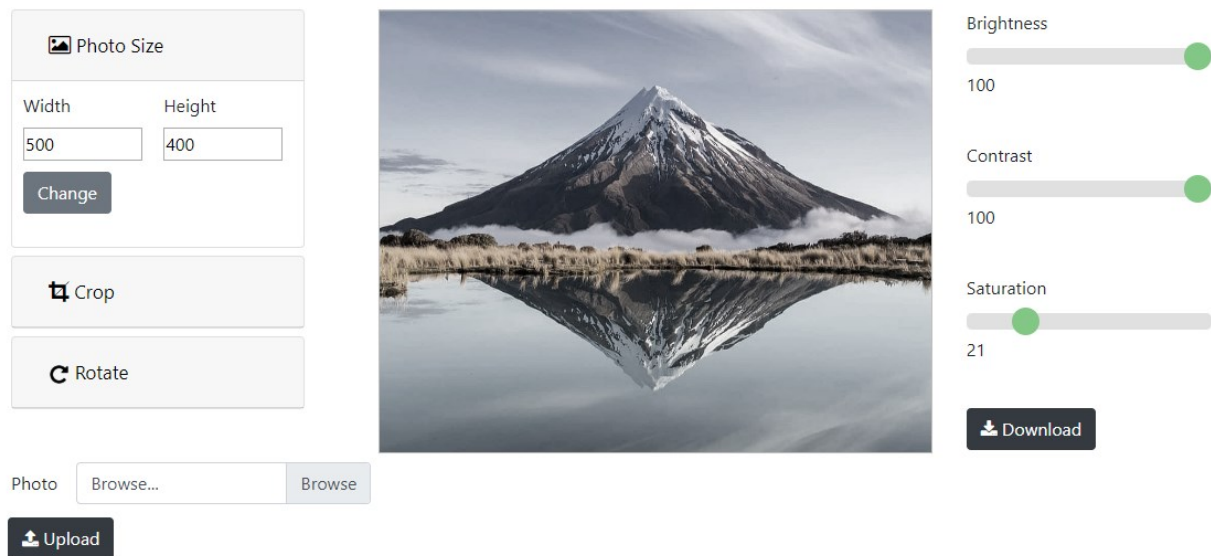 Photo Size
Width Height
500 400
Change
Crop
Rotate
Photo Browse... Browse
Upload
Brightness
100
Contrast
100
Saturation
21
Download